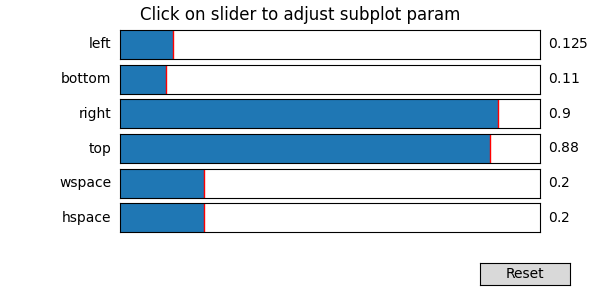 Click on slider to adjust subplot param
left 0.125
bottom 0.11
right 0.9
top 0.88
wspace 0.2
hspace 0.2
Reset